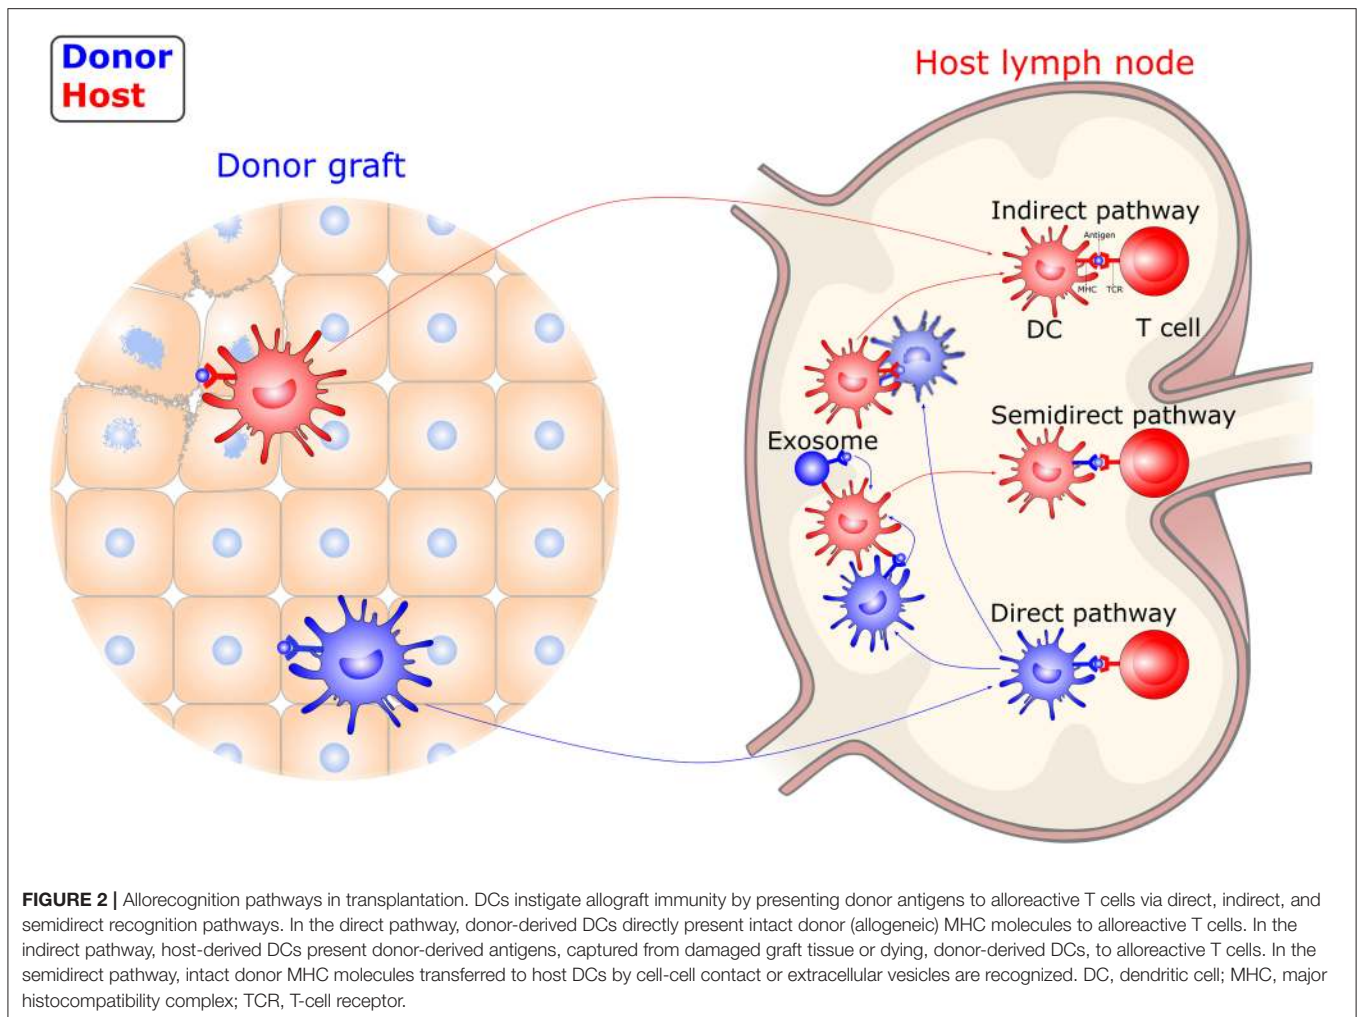 Donor
Host
Host lymph node
Donor graft
Indirect pathway
Antigen
MHC TCR
DC T cell
Semidirect pathway
Exosome
Direct pathway
FIGURE 2 | Allorecognition pathways in transplantation. DCs instigate allograft immunity by presenting donor antigens to alloreactive T cells via direct, indirect, and
semidirect recognition pathways. In the direct pathway, donor-derived DCs directly present intact donor (allogeneic) MHC molecules to alloreactive T cells. In the
indirect pathway, host-derived DCs present donor-derived antigens, captured from damaged graft tissue or dying, donor-derived DCs, to alloreactive T cells. In the
semidirect pathway, intact donor MHC molecules transferred to host DCs by cell-cell contact or extracellular vesicles are recognized. DC, dendritic cell; MHC, major
histocompatibility complex; TCR, T-cell receptor.